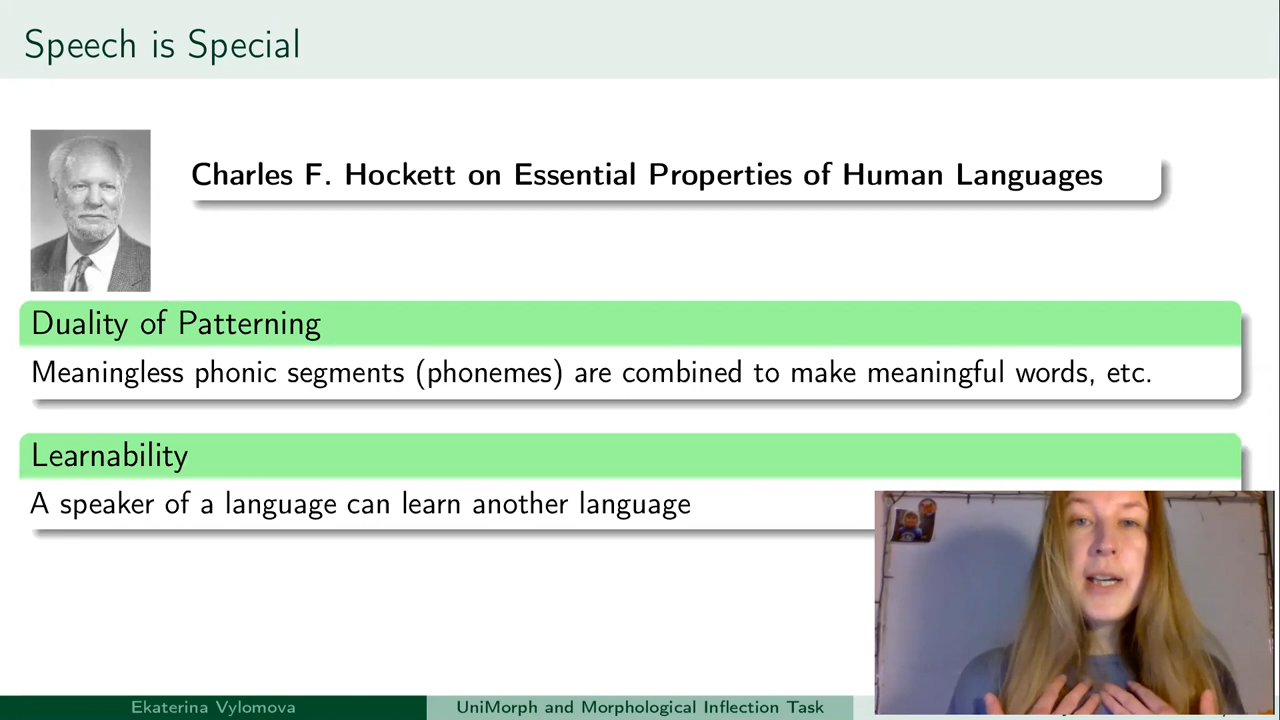 Speech is Special
Charles F. Hockett on Essential Properties of Human Languages
Duality of Patterning
Meaningless phonic segments (phonemes) are combined to make meaningful words, etc.
Learnability
A speaker of a language can learn another language
Ekaterina Vylomova
UniMorph and Morphological Inflection Task